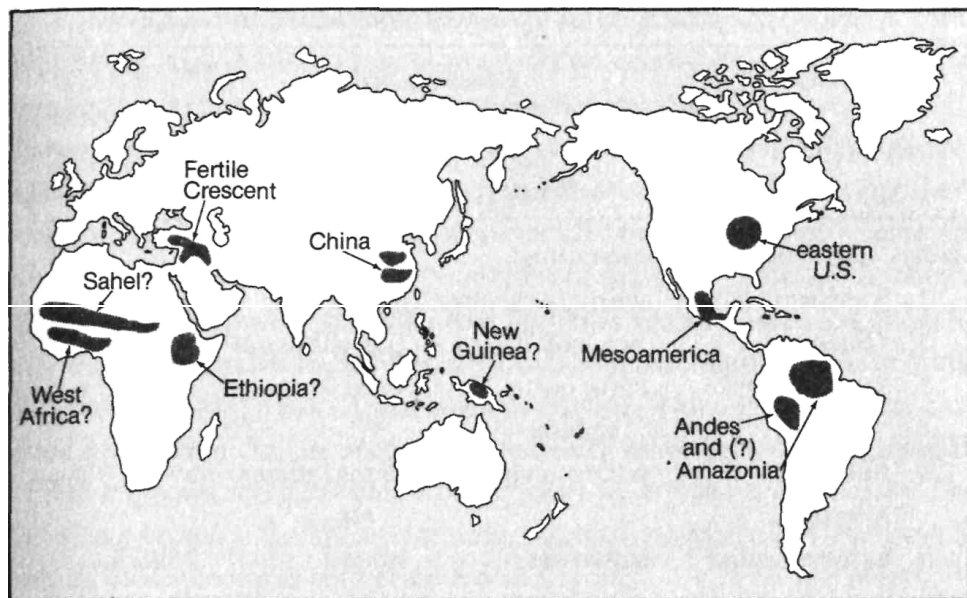 Fertile
Crescent
China
Sahel?
West
Africa?
Ethiopia?
New
Guinea?
eastern
U.S.
Mesoamerica
Andes
and (?)
Amazonia